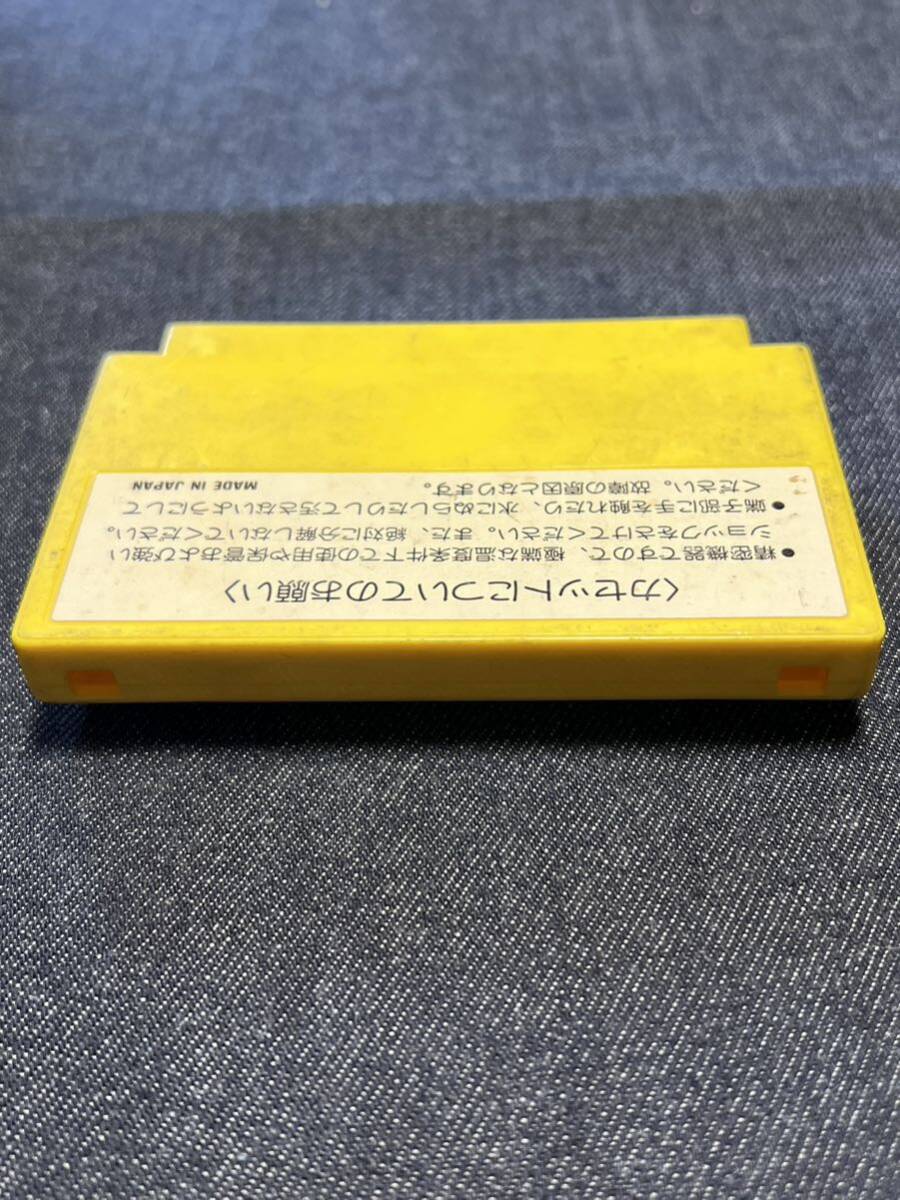 〈カセットについてのお願い〉
●精密機器ですので、極端な温度条件下での使用や保管および強い
ショックをさけてください。また、絶対に分解しないでください。
●端子部に手を触れたり、水にぬらしたりして汚さないようにして
ください。故障の原因となります。
MADE IN JAPAN